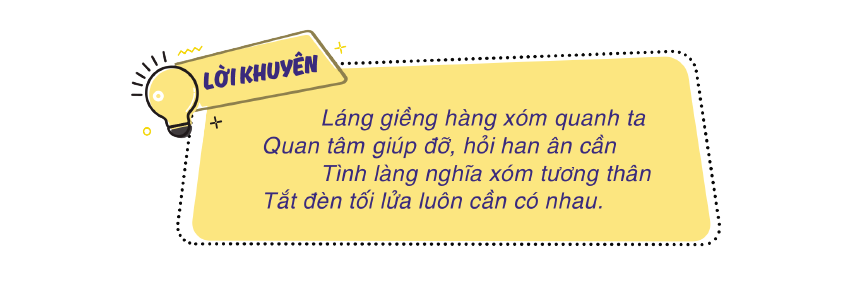 LỜI KHUYÊN
Láng giềng hàng xóm quanh ta
Quan tâm giúp đỡ, hỏi han ân cần
Tình làng nghĩa xóm tương thân
Tắt đèn tối lửa luôn cần có nhau.